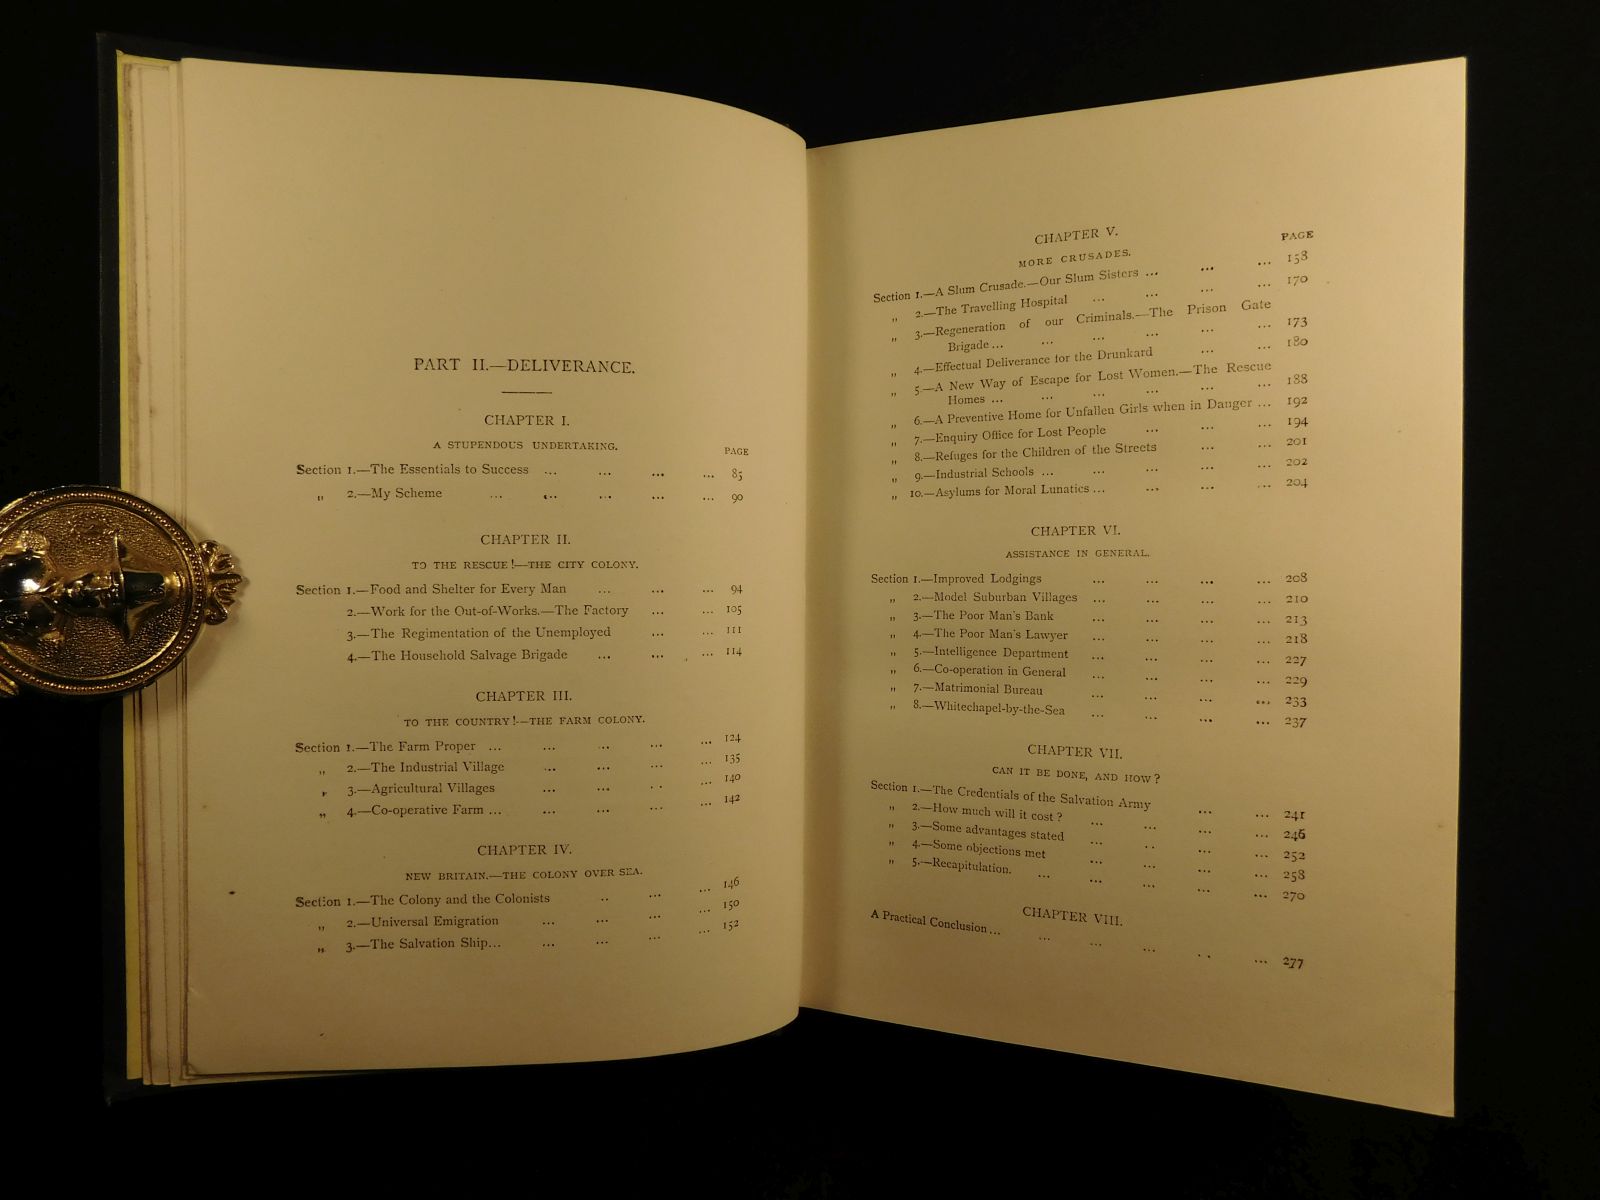 PART II.—DELIVERANCE.
CHAPTER I.
A STUPENDOUS UNDERTAKING.
PAGE
Section 1.—The Essentials to Success ... ... ... ... 85
„ 2.—My Scheme ... ... ... ... ... 90
CHAPTER II.
TO THE RESCUE!—THE CITY COLONY.
Section 1.—Food and Shelter for Every Man ... ... ... 94
2.—Work for the Out-of-Works.—The Factory ... ... 105
3.—The Regimentation of the Unemployed ... ... 111
4.—The Household Salvage Brigade ... ... ... 114
CHAPTER III.
TO THE COUNTRY!—THE FARM COLONY.
Section 1.—The Farm Proper ... ... ... ... ... 124
„ 2.—The Industrial Village ... ... ... ... 135
„ 3.—Agricultural Villages ... ... ... ... 140
„ 4.—Co-operative Farm ... ... ... ... ... 142
CHAPTER IV.
NEW BRITAIN.—THE COLONY OVER SEA.
Section 1.—The Colony and the Colonists ... ... ... 146
„ 2.—Universal Emigration ... ... ... ... 150
„ 3.—The Salvation Ship... ... ... ... ... 152
CHAPTER V.
MORE CRUSADES.
PAGE
Section 1.—A Slum Crusade.—Our Slum Sisters ... ... ... 158
„ 2.—The Travelling Hospital ... ... ... ... 170
„ 3.—Regeneration of our Criminals.—The Prison Gate
Brigade ... ... ... ... ... ... 173
„ 4.—Effectual Deliverance for the Drunkard ... ... 180
„ 5—A New Way of Escape for Lost Women.—The Rescue
Homes ... ... ... ... ... ... 188
„ 6.—A Preventive Home for Unfallen Girls when in Danger ... 192
„ 7.—Enquiry Office for Lost People ... ... ... 194
„ 8.—Refuges for the Children of the Streets ... ... 201
„ 9.—Industrial Schools ... ... ... ... ... 202
„ 10.—Asylums for Moral Lunatics ... ... ... ... 204
CHAPTER VI.
ASSISTANCE IN GENERAL.
Section 1.—Improved Lodgings ... ... ... ... 208
„ 2.—Model Suburban Villages ... ... ... ... 210
„ 3.—The Poor Man's Bank ... ... ... ... 213
„ 4.—The Poor Man's Lawyer ... ... ... ... 218
„ 5.—Intelligence Department ... ... ... ... 227
„ 6.—Co-operation in General ... ... ... ... 229
„ 7.—Matrimonial Bureau ... ... ... ... 233
„ 8.—Whitechapel-by-the-Sea ... ... ... ... 237
CHAPTER VII.
CAN IT BE DONE, AND HOW?
Section 1.—The Credentials of the Salvation Army ... ... 241
„ 2.—How much will it cost? ... ... ... ... 246
„ 3.—Some advantages stated ... ... ... ... 252
„ 4.—Some objections met ... ... ... ... 258
„ 5.—Recapitulation. ... ... ... ... ... 270
CHAPTER VIII.
A Practical Conclusion ... ... ... ... ... ... 277